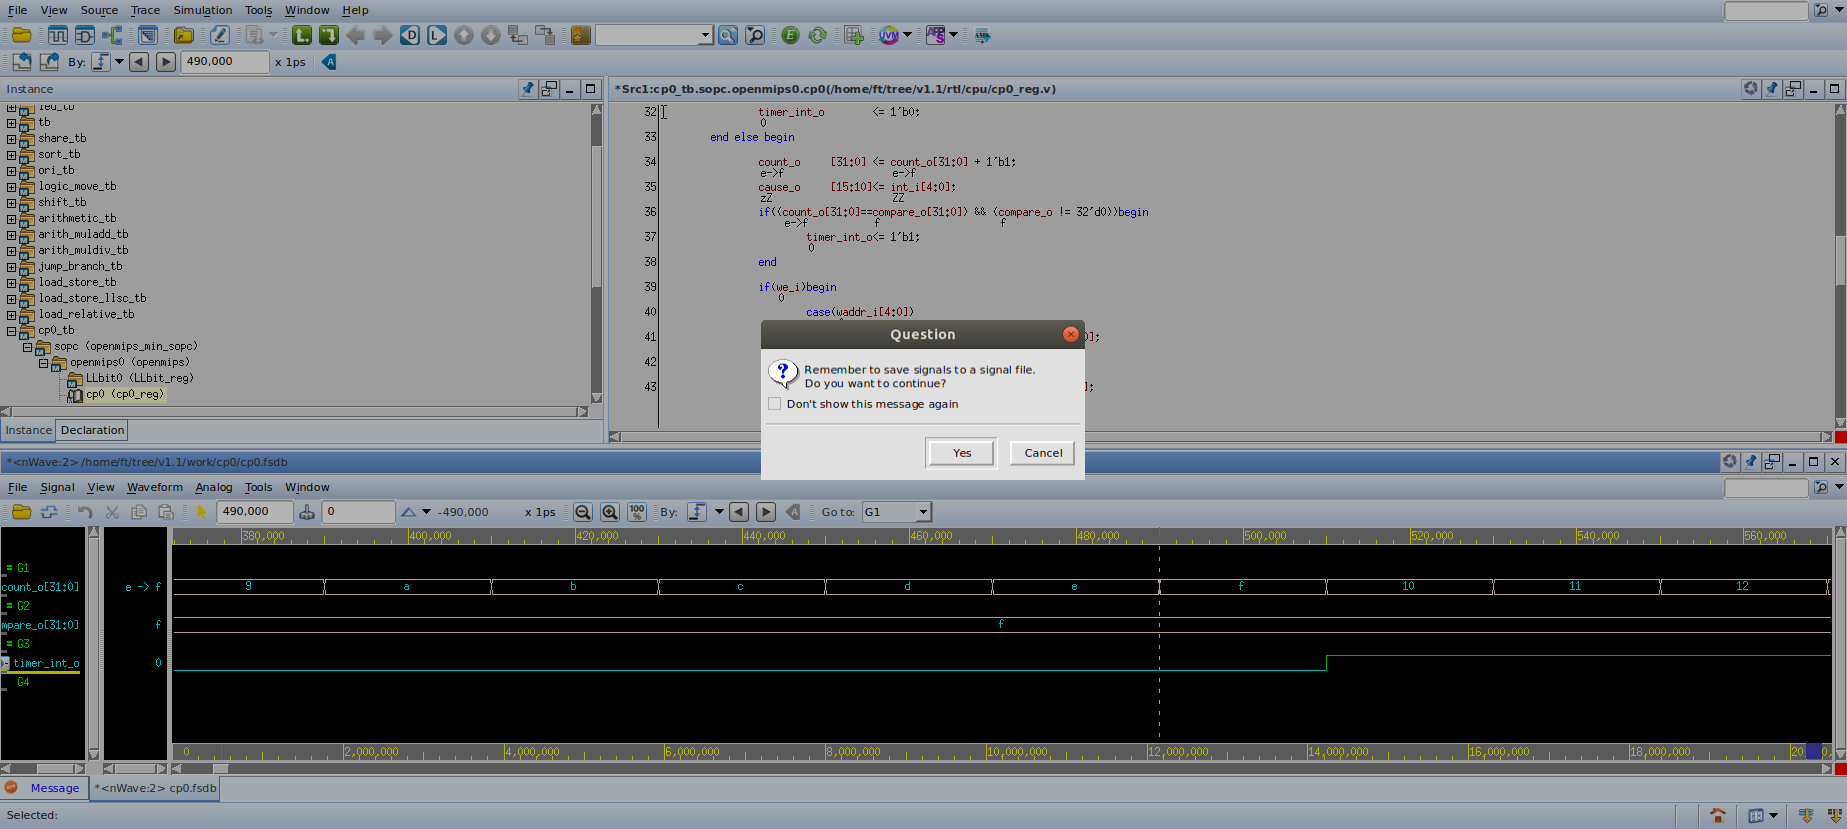 File View Source Trace Simulation Tools Window Help
By: 490,000 x 1ps
Instance
tb
share_tb
sort_tb
ori_tb
logic_move_tb
shift_tb
arithmetic_tb
arith_muladd_tb
arith_muldiv_tb
jump_branch_tb
load_store_tb
load_store_llsc_tb
load_relative_tb
cp0_tb
sopc (openmips_min_sopc)
openmips0 (openmips)
LLbit0 (LLbit_reg)
cp0 (cp0_reg)
Instance Declaration
*Src1:cp0_tb.sopc.openmips0.cp0(/home/ft/tree/v1.1/rtl/cpu/cp0_reg.v)
32 timer_int_o <= 1'b0;
0
33 end else begin
34 count_o [31:0] <= count_o[31:0] + 1'b1;
e->f e->f
35 cause_o [15:10]<= int_i[4:0];
zZ ZZ
36 if((count_o[31:0]==compare_o[31:0]) && (compare_o != 32'd0))begin
e->f f f
37 timer_int_o<= 1'b1;
0
38 end
39 if(we_i)begin
0
40 case(waddr_i[4:0])
41 ];
42
43 ];
Question
Remember to save signals to a signal file.
Do you want to continue?
Don't show this message again
Yes Cancel
*<nWave:2> /home/ft/tree/v1.1/work/cp0/cp0.fsdb
File Signal View Waveform Analog Tools Window
490,000 0 -490,000 x 1ps 100 % By: Go to: G1
380,000 400,000 420,000 440,000 460,000 480,000 500,000 520,000 540,000 560,000
= G1
count_o[31:0] e -> f 9 a b c d e f 10 11 12
= G2
mpare_o[31:0] f f
= G3
timer_int_o 0
G4
0 2,000,000 4,000,000 6,000,000 8,000,000 10,000,000 12,000,000 14,000,000 16,000,000 18,000,000 20
Message *<nWave:2> cp0.fsdb
Selected: